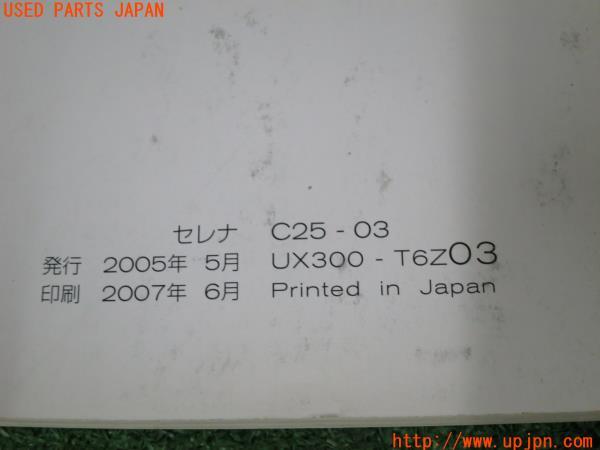 USED PARTS JAPAN
セレナ C25 - 03
発行 2005年 5月 UX300 - T6Z03
印刷 2007年 6月 Printed in Japan
http://www.upjpn.com/